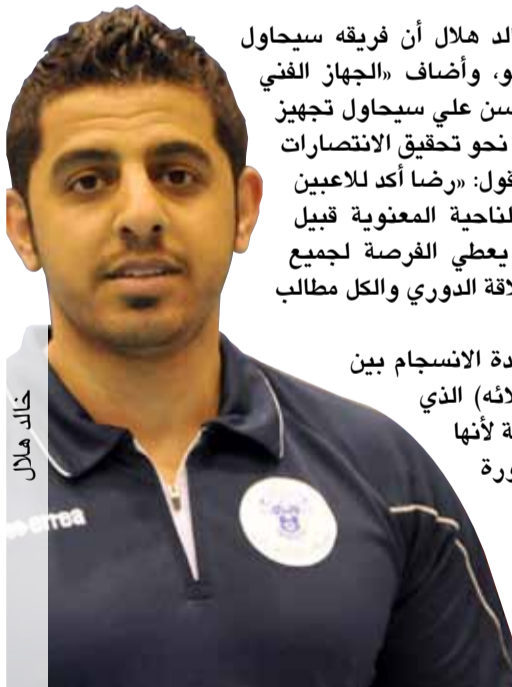 الد هلال أن فريقه سيحاول
و، وأضاف «الجهاز الفني
سن علي سيحاول تجهيز
نحو تحقيق الانتصارات
قول: «رضا أكد للاعبين
لناحية المعنوية قبيل
يعطي الفرصة لجميع
لاقة الدوري والكل مطالب
دة الانسجام بين
لائه) الذي
ة لأنها
ورة
خالد هلال
errea